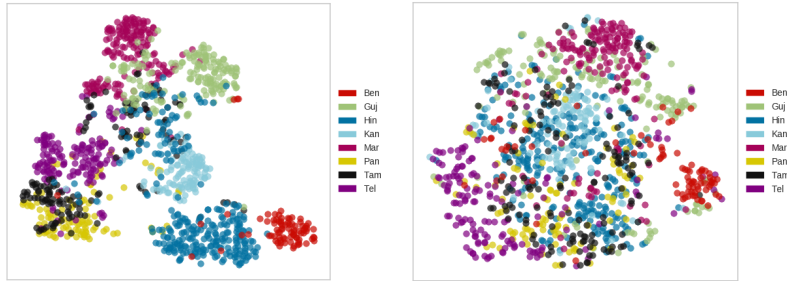 Ben
Guj
Hin
Kan
Mar
Pan
Tam
Tel
Ben
Guj
Hin
Kan
Mar
Pan
Tam
Tel